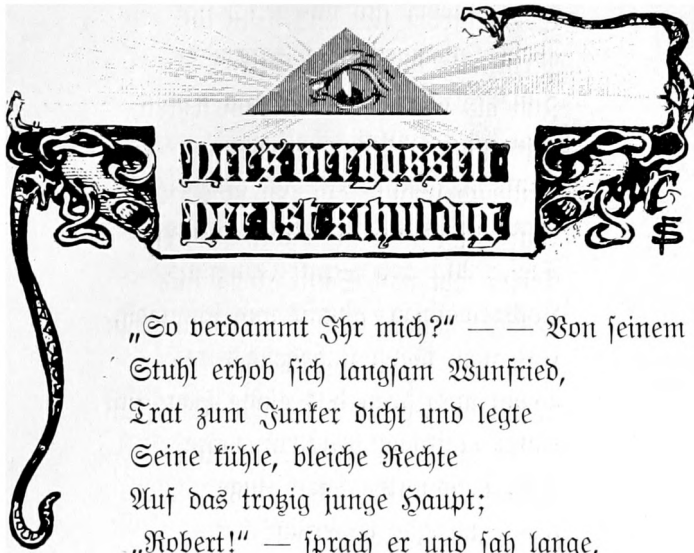 Der's vergassen
Der ist schuldig
„So verdammt Ihr mich?“ — — Von seinem
Stuhl erhob sich langsam Wunfried,
Trat zum Junker dicht und legte
Seine kühle, bleiche Rechte
Auf das trotzig junge Haupt;
„Robert!“ — sprach er und sah lange,